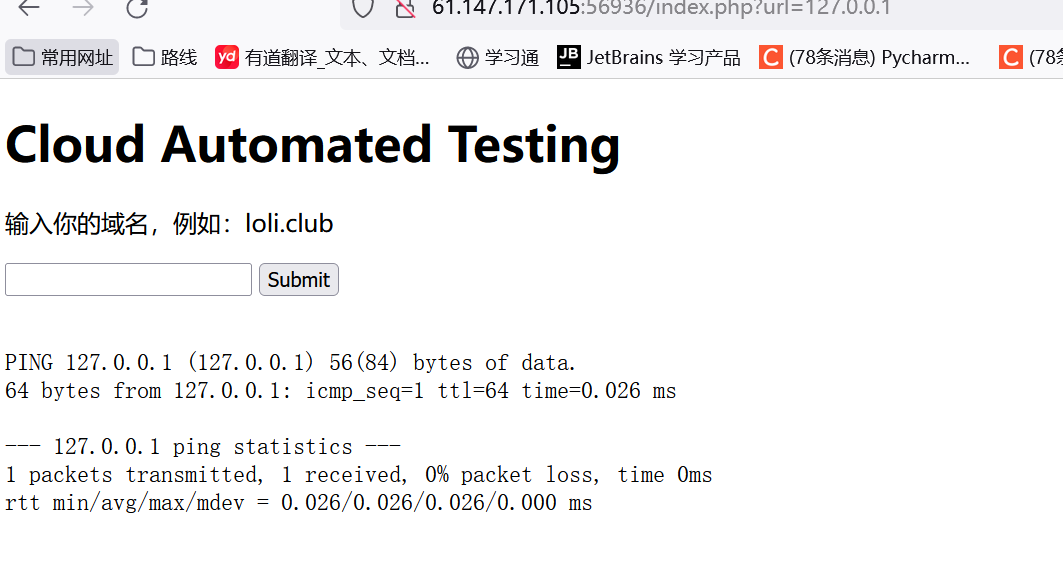 61.147.171.105:56936/index.php?url=127.0.0.1
常用网址 路线 yd 有道翻译_文本、文档... 学习通 JB JetBrains 学习产品 C (78条消息) Pycharm... C (78条
Cloud Automated Testing
输入你的域名，例如：loli.club
Submit
PING 127.0.0.1 (127.0.0.1) 56(84) bytes of data.
64 bytes from 127.0.0.1: icmp_seq=1 ttl=64 time=0.026 ms
--- 127.0.0.1 ping statistics ---
1 packets transmitted, 1 received, 0% packet loss, time 0ms
rtt min/avg/max/mdev = 0.026/0.026/0.026/0.000 ms